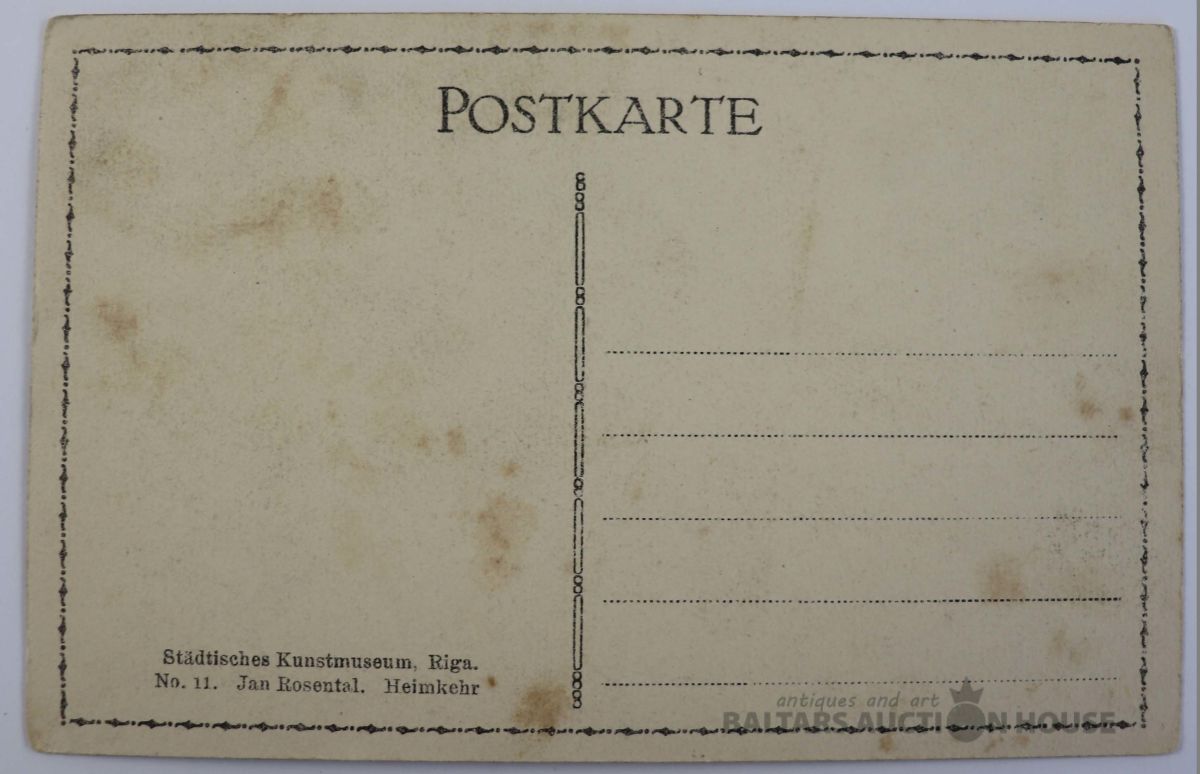 POSTKARTE
Städtisches Kunstmuseum, Riga.
No. 11. Jan Rosental. Heimkehr
antiques and art
BALTARS AUCTION HOUSE